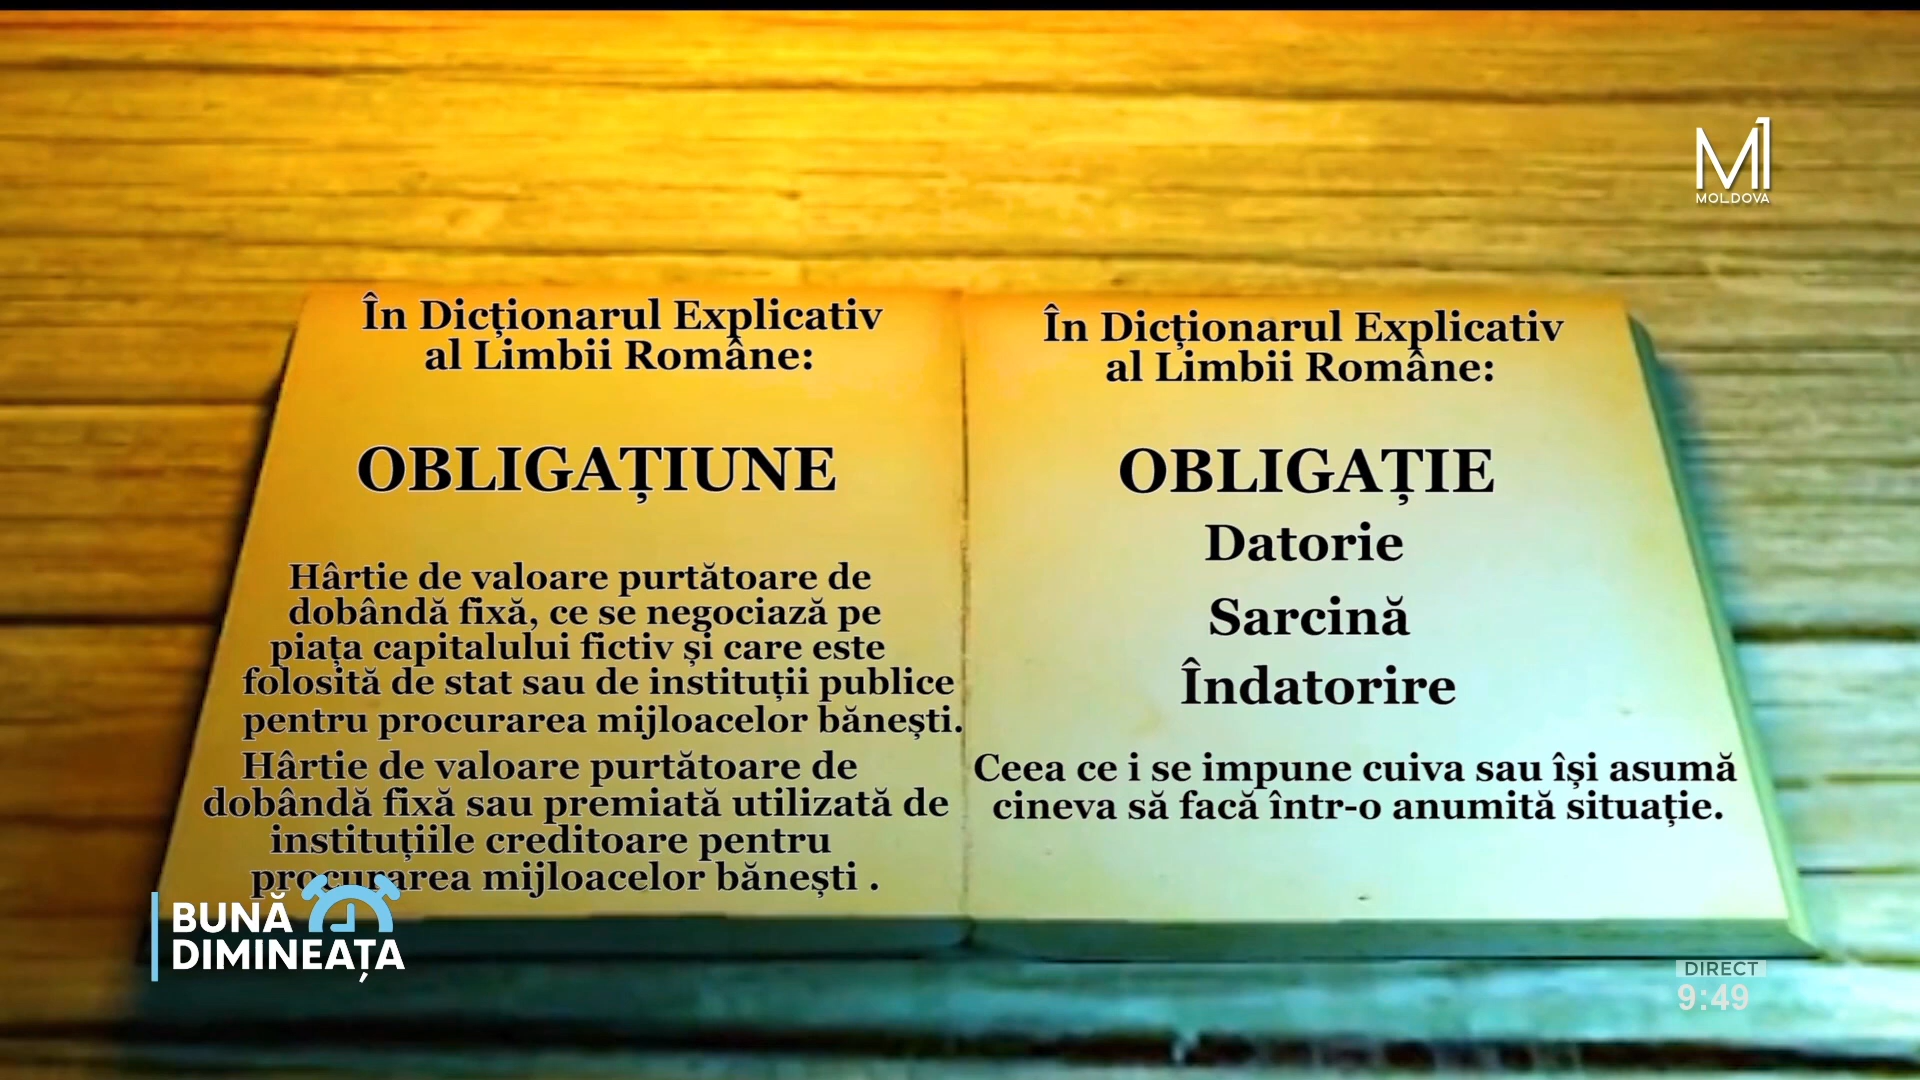 M1
MOLDOVA
În Dicționarul Explicativ
al Limbii Române:
OBLIGAȚIUNE
Hârtie de valoare purtătoare de
dobândă fixă, ce se negociază pe
piața capitalului fictiv și care este
folosită de stat sau de instituții publice
pentru procurarea mijloacelor bănești.
Hârtie de valoare purtătoare de
dobândă fixă sau premiată utilizată de
instituțiile creditoare pentru
procurarea mijloacelor bănești .
În Dicționarul Explicativ
al Limbii Române:
OBLIGAȚIE
Datorie
Sarcină
Îndatorire
Ceea ce i se impune cuiva sau își asumă
cineva să facă într-o anumită situație.
BUNĂ
DIMINEAȚA
DIRECT
9:49